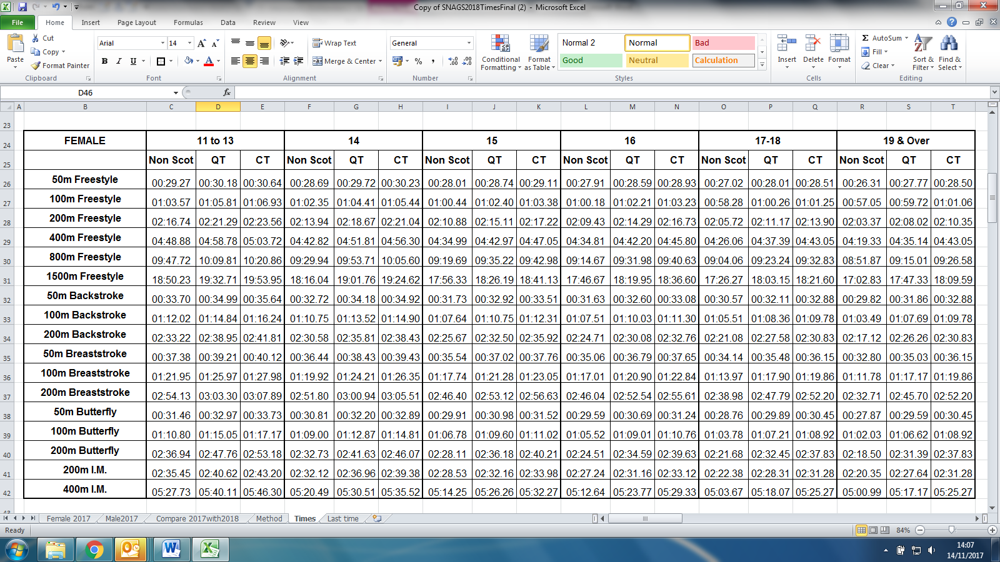 Copy of SNAGS2018TimesFinal (2) - Microsoft Excel
File Home Insert Page Layout Formulas Data Review View
Paste Cut Copy Format Painter Clipboard
Arial 14 B I U Font
Wrap Text Merge & Center Alignment
General % , Number
Conditional Formatting Format as Table
Normal 2 Normal Bad Good Neutral Calculation Styles
Insert Delete Format Cells
AutoSum Fill Clear Sort & Filter Find & Select Editing
D46 fx
A B C D E F G H I J K L M N O P Q R S T
23
24 FEMALE 11 to 13 14 15 16 17-18 19 & Over
25 Non Scot QT CT Non Scot QT CT Non Scot QT CT Non Scot QT CT Non Scot QT CT Non Scot QT CT
26 50m Freestyle 00:29.27 00:30.18 00:30.64 00:28.69 00:29.72 00:30.23 00:28.01 00:28.74 00:29.11 00:27.91 00:28.59 00:28.93 00:27.02 00:28.01 00:28.51 00:26.31 00:27.77 00:28.50
27 100m Freestyle 01:03.57 01:05.81 01:06.93 01:02.35 01:04.41 01:05.44 01:00.44 01:02.40 01:03.38 01:00.18 01:02.21 01:03.23 00:58.28 01:00.26 01:01.25 00:57.05 00:59.72 01:01.06
28 200m Freestyle 02:16.74 02:21.29 02:23.56 02:13.94 02:18.67 02:21.04 02:10.88 02:15.11 02:17.22 02:09.43 02:14.29 02:16.73 02:05.72 02:11.17 02:13.90 02:03.37 02:08.02 02:10.35
29 400m Freestyle 04:48.88 04:58.78 05:03.72 04:42.82 04:51.81 04:56.30 04:34.99 04:42.97 04:47.05 04:34.81 04:42.20 04:45.80 04:26.06 04:37.39 04:43.05 04:19.33 04:35.14 04:43.05
30 800m Freestyle 09:47.72 10:09.81 10:20.86 09:29.94 09:53.71 10:05.60 09:19.69 09:35.22 09:42.98 09:14.67 09:31.98 09:40.63 09:04.06 09:23.24 09:32.83 08:51.87 09:15.01 09:26.58
31 1500m Freestyle 18:50.23 19:32.71 19:53.95 18:16.04 19:01.76 19:24.62 17:56.33 18:26.19 18:41.13 17:46.67 18:19.95 18:36.60 17:26.27 18:03.15 18:21.60 17:02.83 17:47.33 18:09.59
32 50m Backstroke 00:33.70 00:34.99 00:35.64 00:32.72 00:34.18 00:34.92 00:31.73 00:32.92 00:33.51 00:31.63 00:32.60 00:33.08 00:30.57 00:32.11 00:32.88 00:29.82 00:31.86 00:32.88
33 100m Backstroke 01:12.02 01:14.84 01:16.24 01:10.75 01:13.52 01:14.90 01:07.64 01:10.75 01:12.31 01:07.51 01:10.03 01:11.30 01:05.51 01:08.36 01:09.78 01:03.49 01:07.69 01:09.78
34 200m Backstroke 02:33.22 02:38.95 02:41.81 02:30.58 02:35.81 02:38.43 02:25.67 02:32.50 02:35.92 02:24.71 02:30.08 02:32.76 02:21.08 02:27.58 02:30.83 02:17.12 02:26.26 02:30.83
35 50m Breaststroke 00:37.38 00:39.21 00:40.12 00:36.44 00:38.43 00:39.43 00:35.54 00:37.02 00:37.76 00:35.06 00:36.79 00:37.65 00:34.14 00:35.48 00:36.15 00:32.80 00:35.03 00:36.15
36 100m Breaststroke 01:21.95 01:25.97 01:27.98 01:19.92 01:24.21 01:26.35 01:17.74 01:21.28 01:23.05 01:17.01 01:20.90 01:22.84 01:13.97 01:17.90 01:19.86 01:11.78 01:17.17 01:19.86
37 200m Breaststroke 02:54.13 03:03.30 03:07.89 02:51.80 03:00.94 03:05.51 02:46.40 02:53.12 02:56.63 02:46.04 02:52.54 02:55.61 02:38.98 02:47.79 02:52.20 02:32.71 02:45.70 02:52.20
38 50m Butterfly 00:31.46 00:32.97 00:33.73 00:30.81 00:32.20 00:32.89 00:29.91 00:30.98 00:31.52 00:29.59 00:30.69 00:31.24 00:28.76 00:29.89 00:30.45 00:27.87 00:29.59 00:30.45
39 100m Butterfly 01:10.80 01:15.05 01:17.17 01:09.00 01:12.87 01:14.81 01:06.78 01:09.60 01:11.02 01:05.52 01:09.01 01:10.76 01:03.78 01:07.21 01:08.92 01:02.03 01:06.62 01:08.92
40 200m Butterfly 02:36.94 02:47.76 02:53.18 02:32.73 02:41.63 02:46.07 02:28.11 02:36.18 02:40.21 02:24.51 02:34.59 02:39.63 02:21.68 02:32.45 02:37.83 02:18.50 02:31.39 02:37.83
41 200m I.M. 02:35.45 02:40.62 02:43.20 02:32.12 02:36.96 02:39.38 02:28.53 02:32.16 02:33.98 02:27.24 02:31.16 02:33.12 02:22.38 02:28.31 02:31.28 02:20.35 02:27.64 02:31.28
42 400m I.M. 05:27.73 05:40.11 05:46.30 05:20.49 05:30.51 05:35.52 05:14.25 05:26.26 05:32.27 05:12.64 05:23.77 05:29.33 05:03.67 05:18.07 05:25.27 05:00.99 05:17.17 05:25.27
43
Female 2017 Male2017 Compare 2017with2018 Method Times Last time
Ready 84%
14:07
14/11/2017